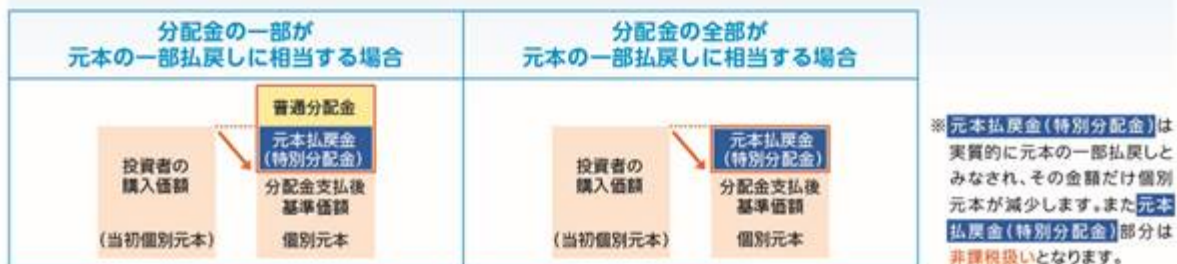 分配金の一部が
元本の一部払戻しに相当する場合
分配金の全部が
元本の一部払戻しに相当する場合
普通分配金
元本払戻金
(特別分配金)
投資者の
購入価額
(当初個別元本)
分配金支払後
基準価額
個別元本
元本払戻金
(特別分配金)
投資者の
購入価額
(当初個別元本)
分配金支払後
基準価額
個別元本
※元本払戻金(特別分配金)は
実質的に元本の一部払戻しと
みなされ、その金額だけ個別
元本が減少します。また元本
払戻金(特別分配金)部分は
非課税扱いとなります。